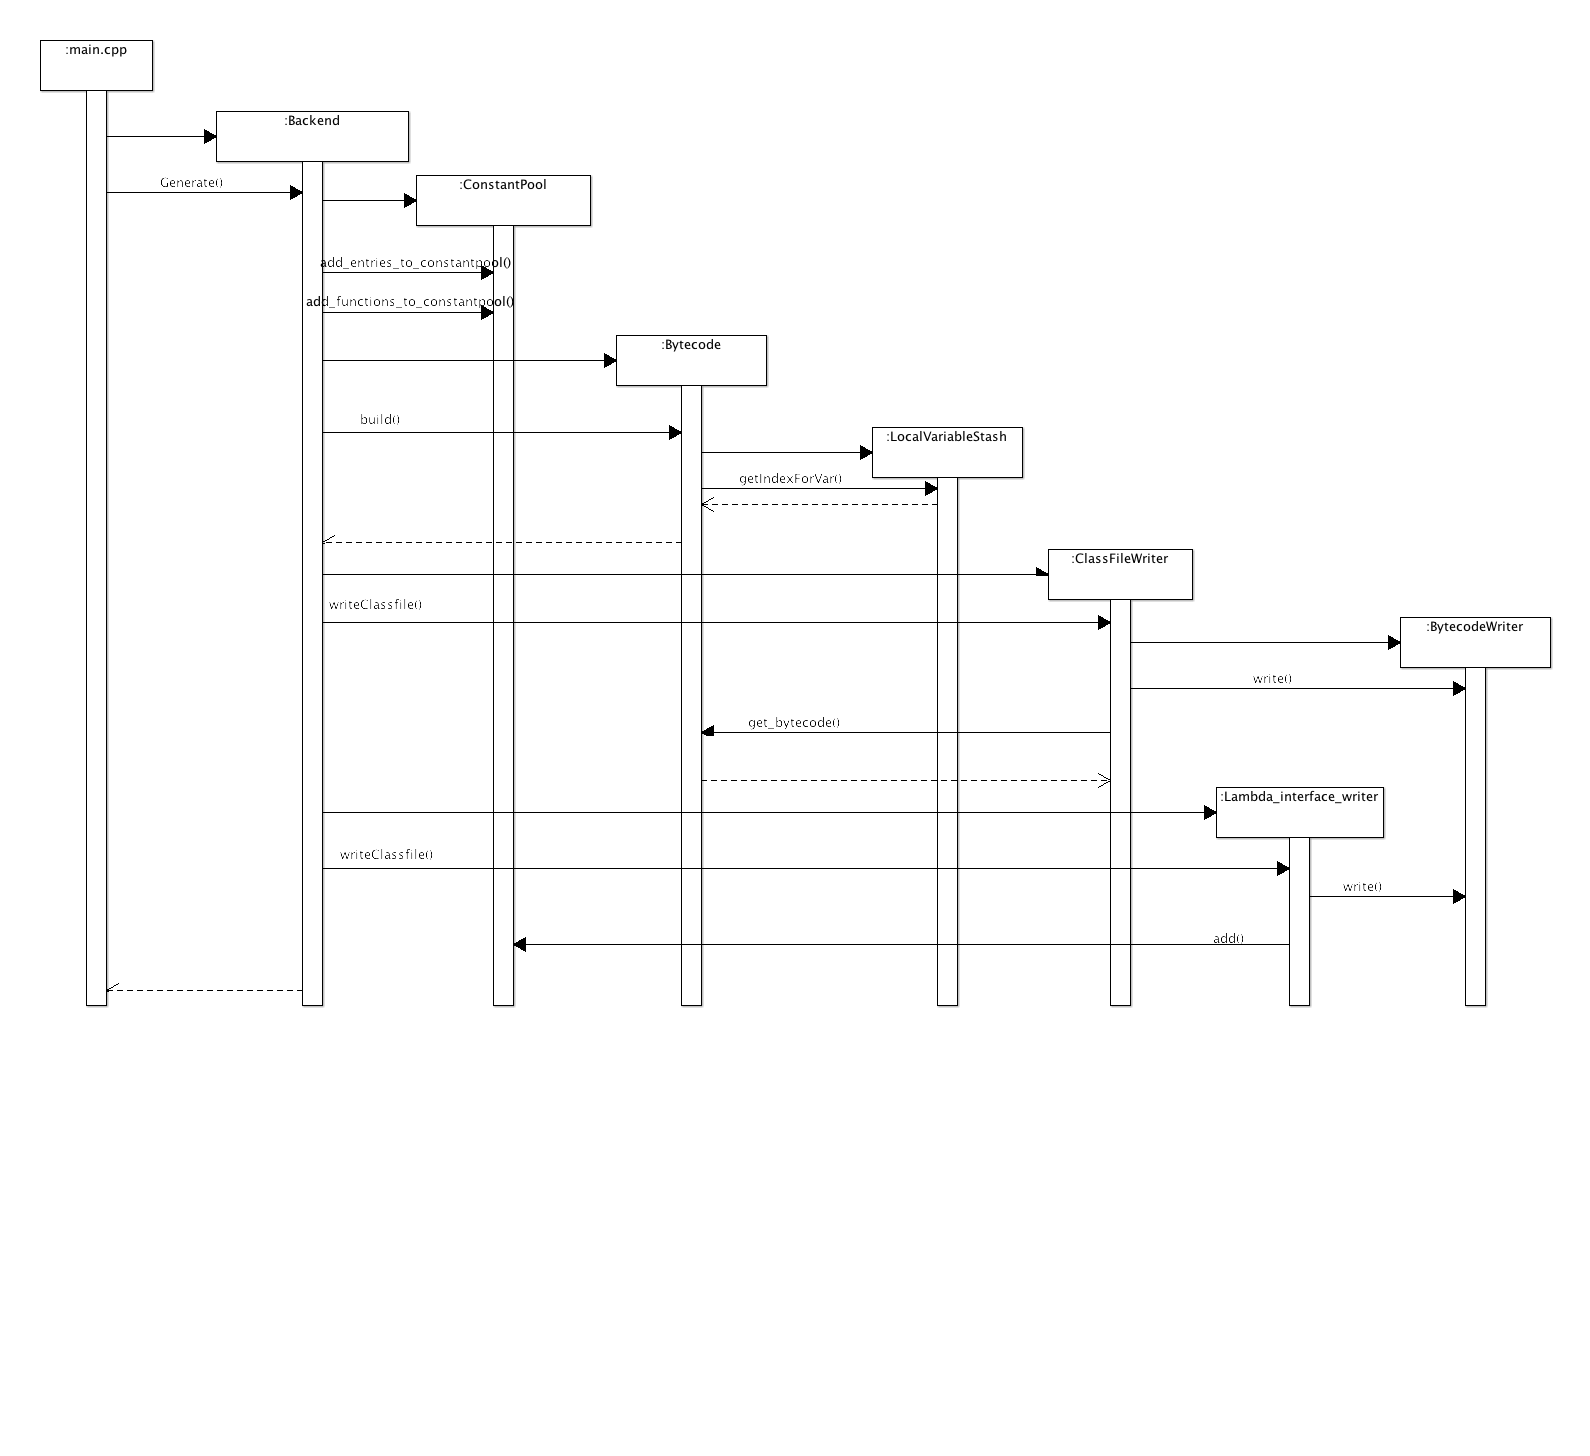 :main.cpp
:Backend
Generate()
:ConstantPool
add_entries_to_constantpool()
add_functions_to_constantpool()
:Bytecode
build()
:LocalVariableStash
getIndexForVar()
:ClassFileWriter
writeClassfile()
:BytecodeWriter
write()
get_bytecode()
:Lambda_interface_writer
writeClassfile()
write()
add()